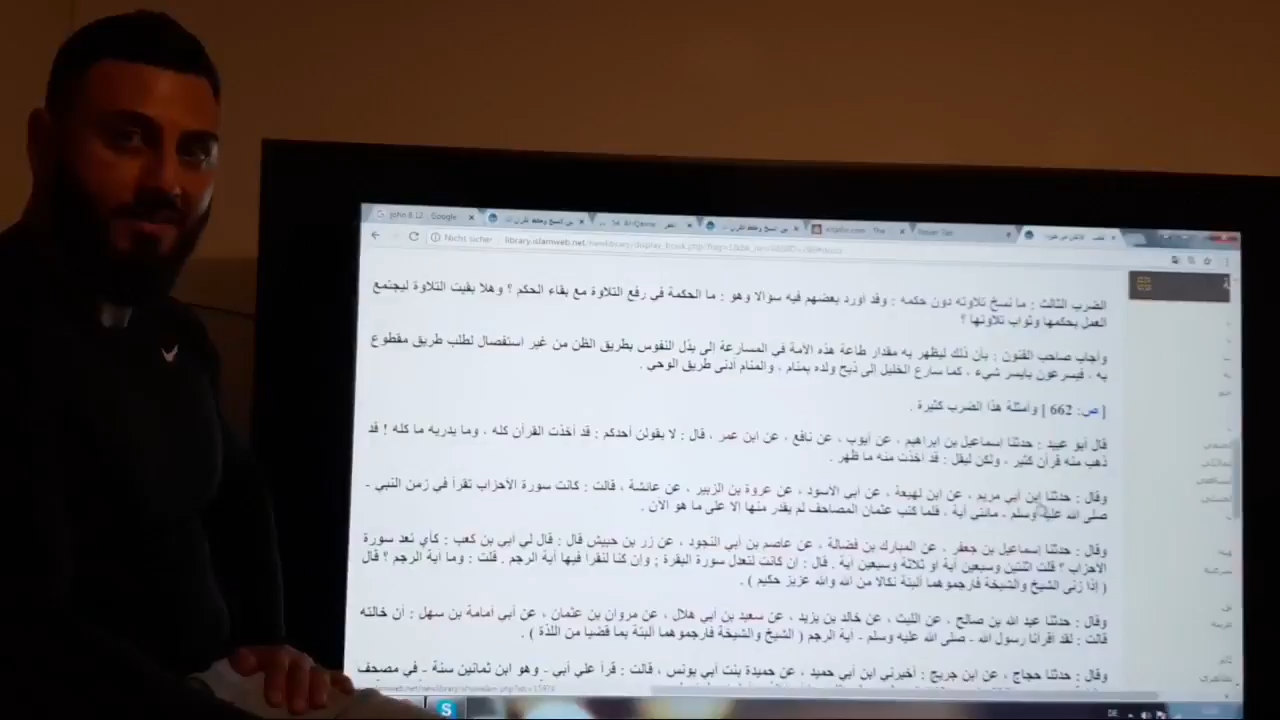 john 8 12 - Google
Nicht sicher library.islamweb.net/newlibrary/display_book.php
الضرب الثالث : ما نسخ تلاوته دون حكمه : وقد أورد بعضهم فيه سؤالا وهو : ما الحكمة في رفع التلاوة مع بقاء الحكم ؟ وهلا بقيت التلاوة ليجتمع
العمل بحكمها وثواب تلاوتها ؟
وأجاب صاحب الفنون : بأن ذلك ليظهر به مقدار طاعة هذه الأمة في المسارعة إلى بذل النفوس بطريق الظن من غير استفصال لطلب طريق مقطوع
به ، فيسرعون بأيسر شيء ، كما سارع الخليل إلى ذبح ولده بمنام ، والمنام أدنى طريق الوحي .
[ ص: 662 ] وأمثلة هذا الضرب كثيرة .
قال أبو عبيد : حدثنا إسماعيل بن إبراهيم ، عن أيوب ، عن نافع ، عن ابن عمر ، قال : لا يقولن أحدكم : قد أخذت القرآن كله ، وما يدريه ما كله ! قد
ذهب منه قرآن كثير ، ولكن ليقل : قد أخذت منه ما ظهر .
وقال : حدثنا ابن أبي مريم ، عن ابن لهيعة ، عن أبي الأسود ، عن عروة بن الزبير ، عن عائشة ، قالت : كانت سورة الأحزاب تقرأ في زمن النبي -
صلى الله عليه وسلم - مائتي آية ، فلما كتب عثمان المصاحف لم يقدر منها إلا على ما هو الآن .
وقال : حدثنا إسماعيل بن جعفر ، عن المبارك بن فضالة ، عن عاصم بن أبي النجود ، عن زر بن حبيش قال : قال لي أبي بن كعب : كأي تعد سورة
الأحزاب ؟ قلت اثنتين وسبعين آية أو ثلاثة وسبعين آية . قال : إن كانت لتعدل سورة البقرة ; وإن كنا لنقرأ فيها آية الرجم . قلت : وما آية الرجم ؟ قال
( إذا زنى الشيخ والشيخة فارجموهما ألبتة نكالا من الله والله عزيز حكيم ) .
وقال : حدثنا عبد الله بن صالح ، عن الليث ، عن خالد بن يزيد ، عن سعيد بن أبي هلال ، عن مروان بن عثمان ، عن أبي أمامة بن سهل : أن خالته
قالت : لقد أقرأنا رسول الله - صلى الله عليه وسلم - آية الرجم ( الشيخ والشيخة فارجموهما ألبتة بما قضيا من اللذة ) .
وقال : حدثنا حجاج ، عن ابن جريج : أخبرني ابن أبي حميد ، عن حميدة بنت أبي يونس ، قالت : قرأ علي أبي - وهو ابن ثمانين سنة - في مصحف
S
DE